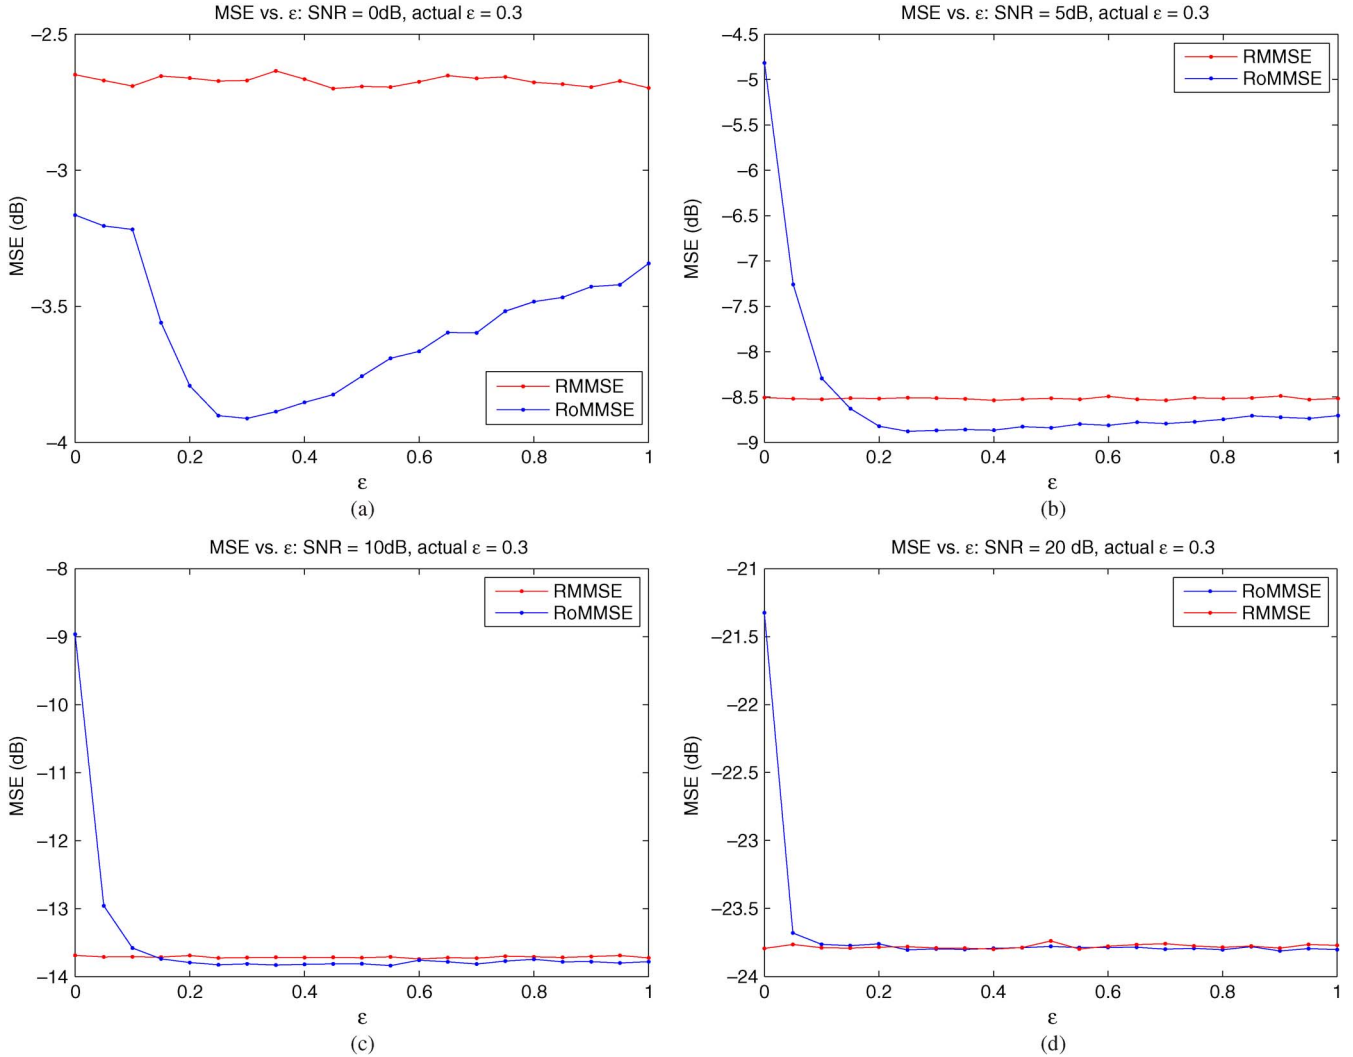 MSE vs. ε: SNR = 0dB, actual ε = 0.3
−2.5
−3
−3.5
−4
MSE (dB)
0 0.2 0.4 0.6 0.8 1
ε
RMMSE
RoMMSE
(a)
MSE vs. ε: SNR = 5dB, actual ε = 0.3
−4.5
−5
−5.5
−6
−6.5
−7
−7.5
−8
−8.5
−9
MSE (dB)
0 0.2 0.4 0.6 0.8 1
ε
RMMSE
RoMMSE
(b)
MSE vs. ε: SNR = 10dB, actual ε = 0.3
−8
−9
−10
−11
−12
−13
−14
MSE (dB)
0 0.2 0.4 0.6 0.8 1
ε
RMMSE
RoMMSE
(c)
MSE vs. ε: SNR = 20 dB, actual ε = 0.3
−21
−21.5
−22
−22.5
−23
−23.5
−24
MSE (dB)
0 0.2 0.4 0.6 0.8 1
ε
RoMMSE
RMMSE
(d)